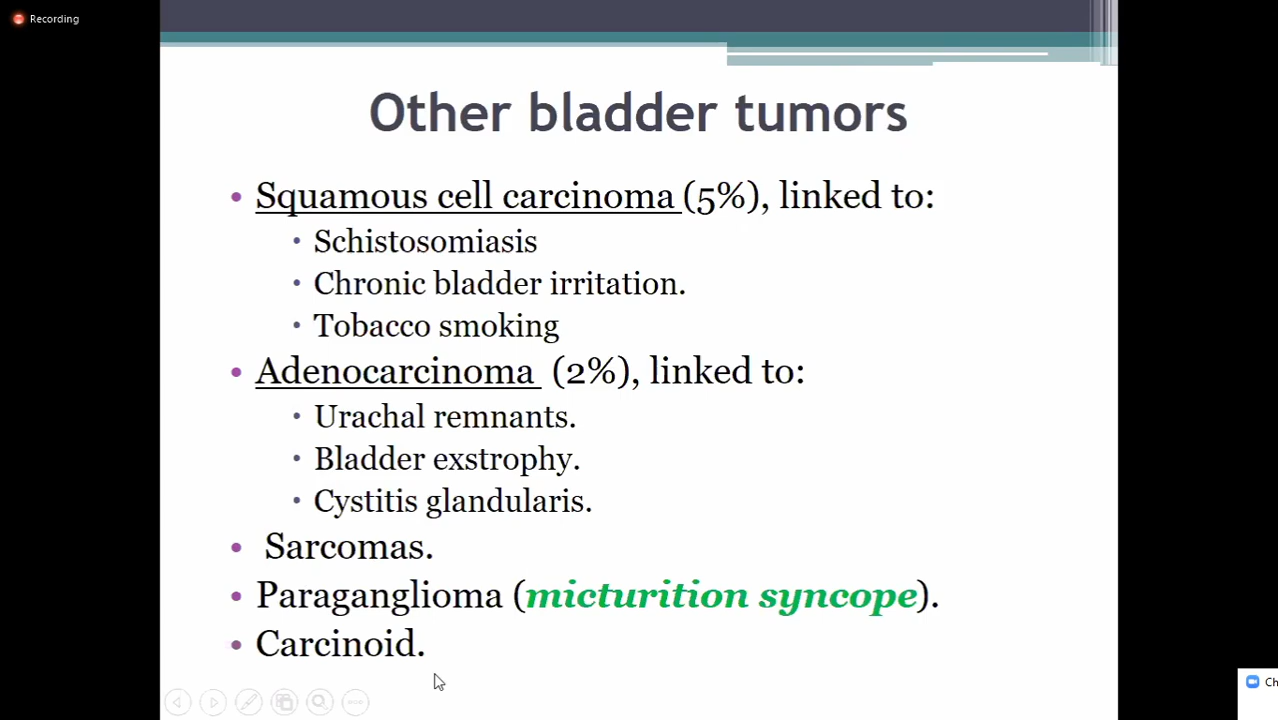 Recording
Other bladder tumors
• Squamous cell carcinoma (5%), linked to:
• Schistosomiasis
• Chronic bladder irritation.
• Tobacco smoking
• Adenocarcinoma (2%), linked to:
• Urachal remnants.
• Bladder exstrophy.
• Cystitis glandularis.
• Sarcomas.
• Paraganglioma (micturition syncope).
• Carcinoid.
Ch